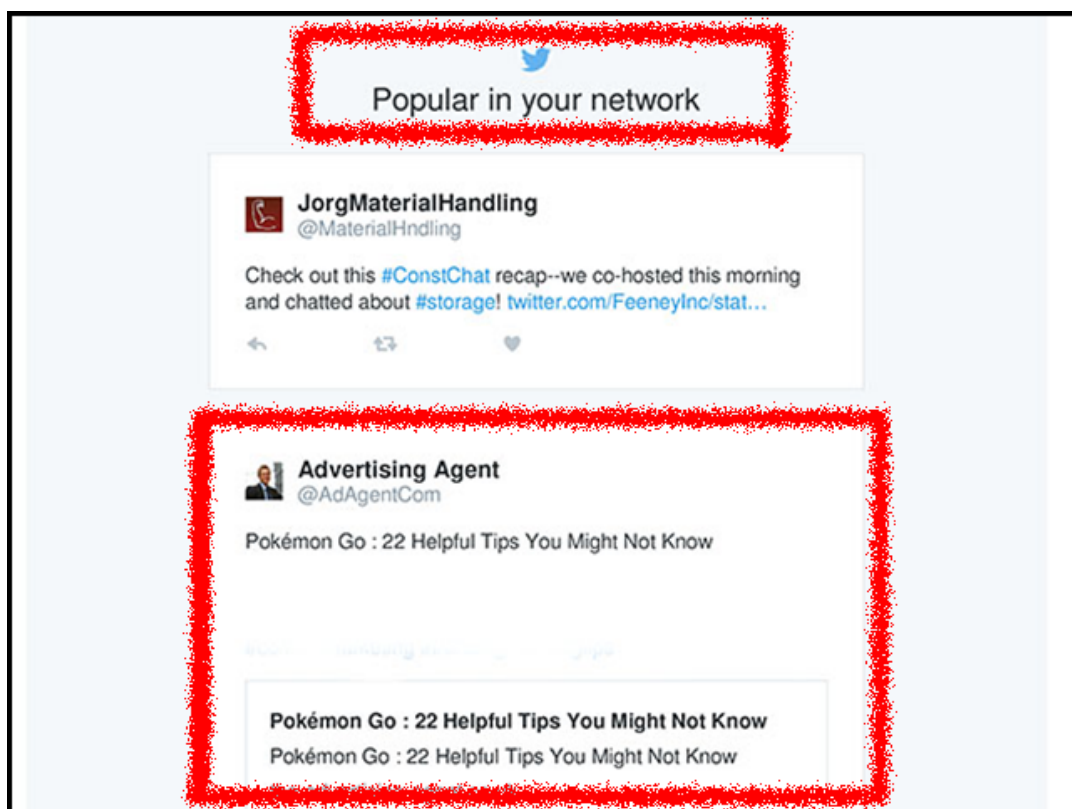 Popular in your network
JorgMaterialHandling
@MaterialHndling
Check out this #ConstChat recap--we co-hosted this morning
and chatted about #storage! twitter.com/FeeneyInc/stat…
Advertising Agent
@AdAgentCom
Pokémon Go : 22 Helpful Tips You Might Not Know
Pokémon Go : 22 Helpful Tips You Might Not Know
Pokémon Go : 22 Helpful Tips You Might Not Know